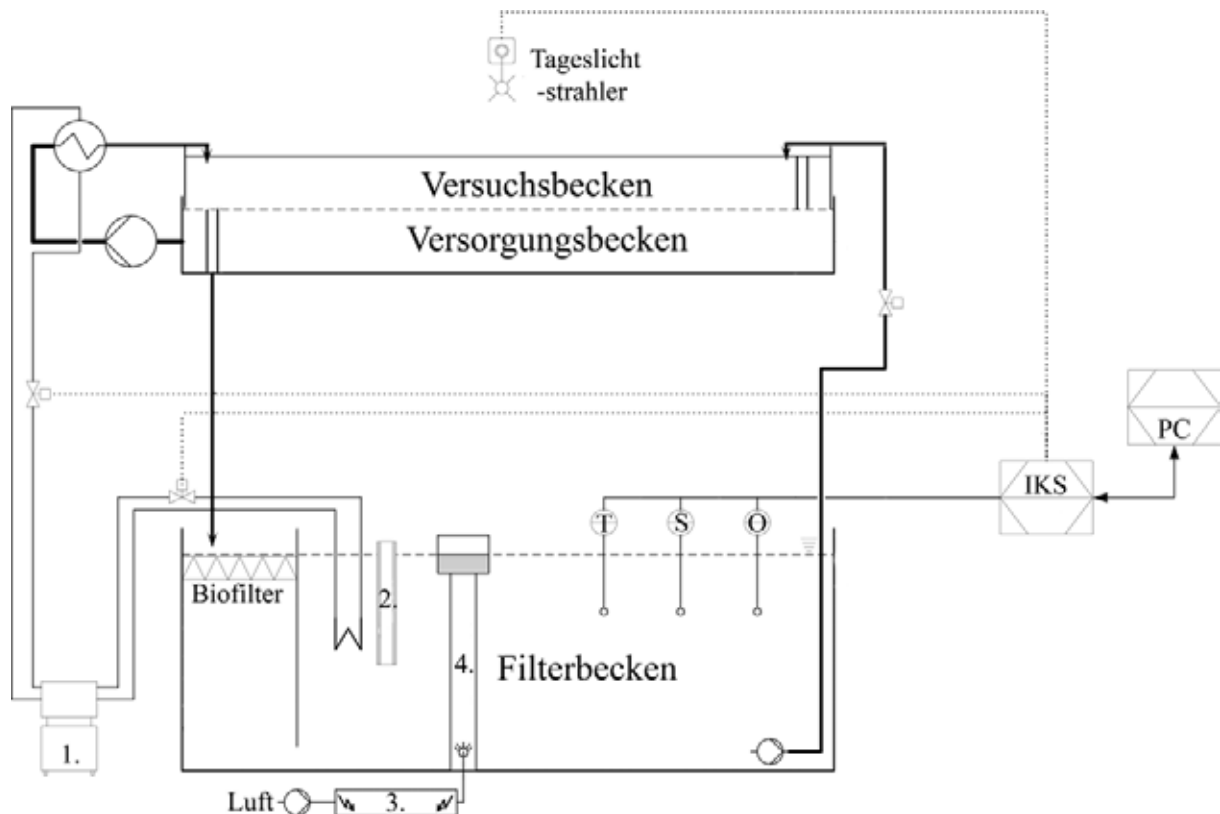 Tageslicht
-strahler
Versuchsbecken
Versorgungsbecken
PC
IKS
T S O
Biofilter
2.
4.
Filterbecken
1.
Luft
3.